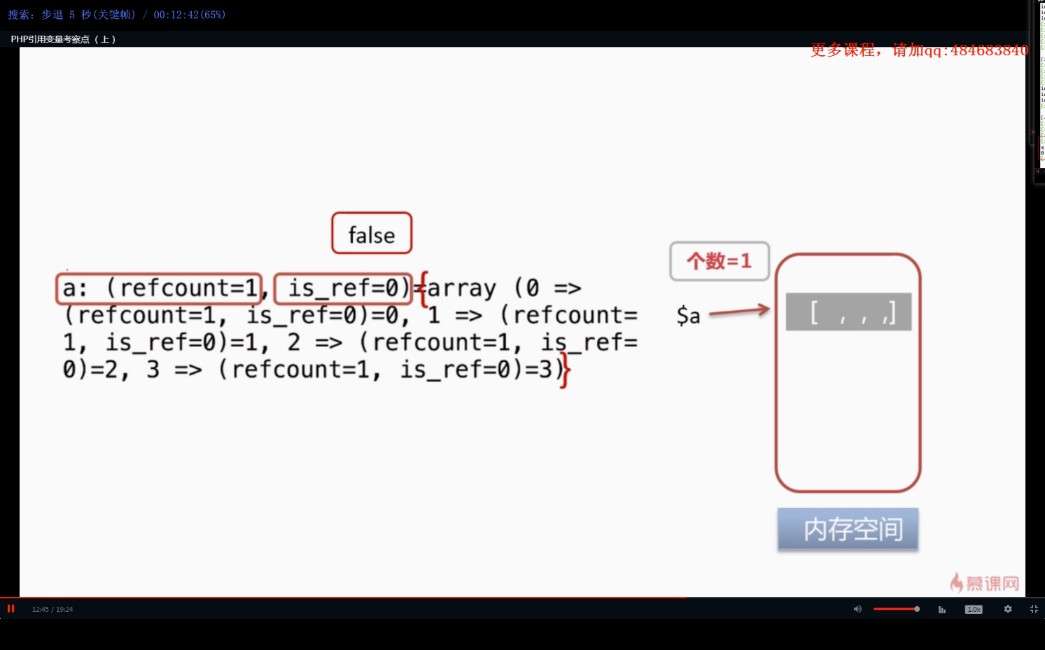 搜索: 步退 5 秒(关键帧) / 00:12:42(65%)
PHP引用变量考察点（上）
更多课程，请加qq:484683840
false
个数=1
a: (refcount=1, is_ref=0)={array (0 =>
(refcount=1, is_ref=0)=0, 1 => (refcount=
1, is_ref=0)=1, 2 => (refcount=1, is_ref=
0)=2, 3 => (refcount=1, is_ref=0)=3)}
$a
[ , , ,]
内存空间
慕课网
12:45 / 19:24
1.0x